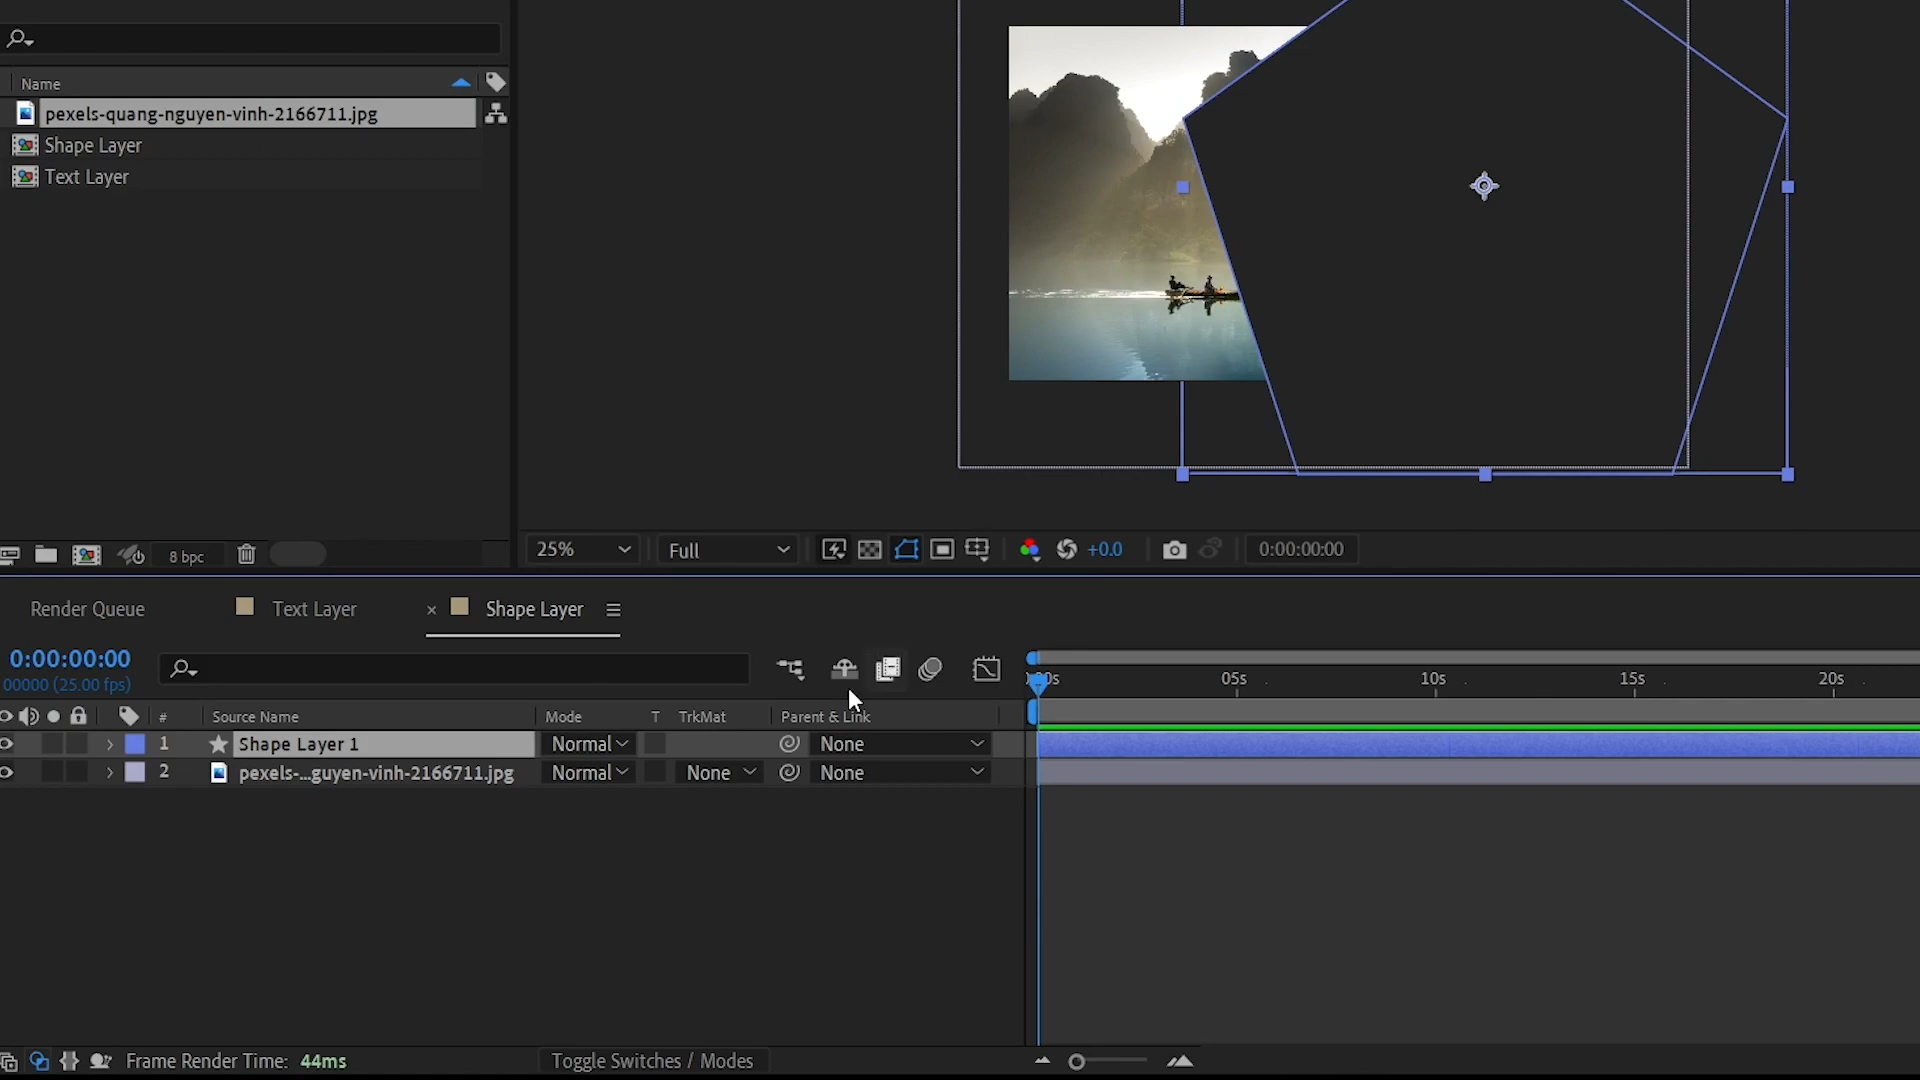 Name
pexels-quang-nguyen-vinh-2166711.jpg
Shape Layer
Text Layer
8 bpc
25%
Full
+0.0
0:00:00:00
Render Queue
Text Layer
× Shape Layer
0:00:00:00
00000 (25.00 fps)
05s
10s
15s
20s
#
Source Name
Mode
T
TrkMat
Parent & Link
1
Shape Layer 1
Normal
None
2
pexels-...guyen-vinh-2166711.jpg
Normal
None
None
Frame Render Time: 44ms
Toggle Switches / Modes